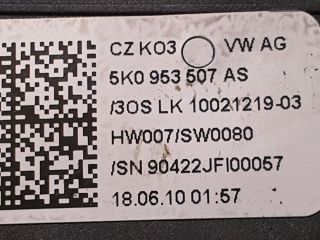 CZ KO3 VW AG
5K0 953 507 AS
/3OS LK 10021219-03
HW007/SW0080
/SN 90422JFI00057
18.06.10 01:57